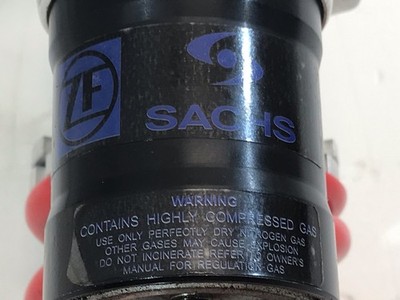 ZF
SACHS
WARNING
CONTAINS HIGHLY COMPRESSED GAS
USE ONLY PERFECTLY DRY NITROGEN GAS
OTHER GASES MAY CAUSE EXPLOSION
DO NOT INCINERATE REFER TO OWNER'S
MANUAL FOR REGULATION GAS